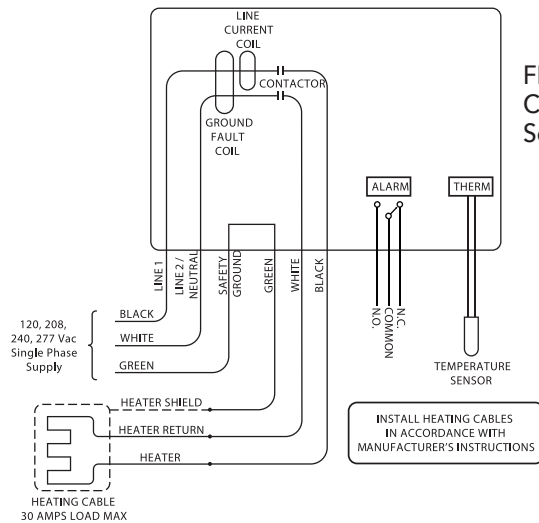 LINE
CURRENT
COIL
CONTACTOR
GROUND
FAULT
COIL
ALARM
THERM
LINE 1
LINE 2 /
NEUTRAL
SAFETY
GROUND
GREEN
WHITE
BLACK
N.O.
COMMON
N.C.
120, 208,
240, 277 Vac
Single Phase
Supply
BLACK
WHITE
GREEN
TEMPERATURE
SENSOR
HEATER SHIELD
HEATER RETURN
HEATER
HEATING CABLE
30 AMPS LOAD MAX
INSTALL HEATING CABLES
IN ACCORDANCE WITH
MANUFACTURER'S INSTRUCTIONS